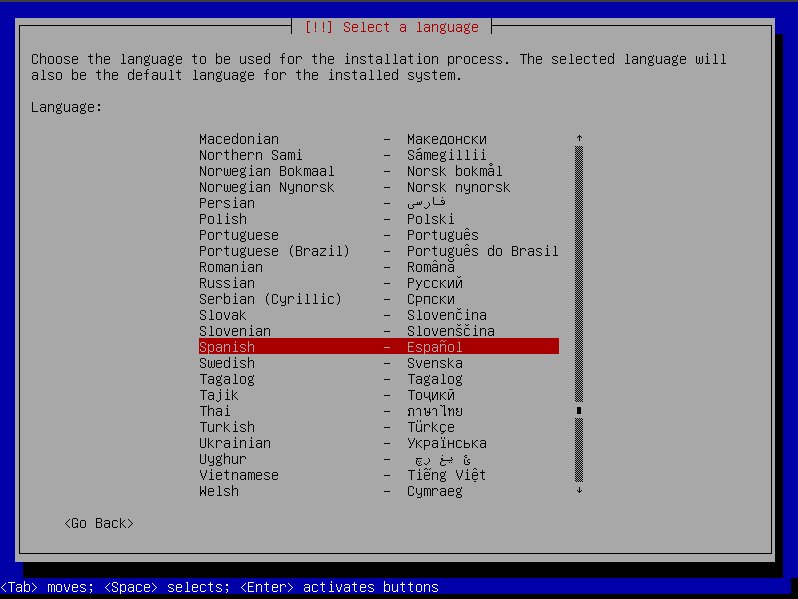 [!!] Select a language
Choose the language to be used for the installation process. The selected language will
also be the default language for the installed system.
Language:
Macedonian - Македонски ↑
Northern Sami - Sámegillii
Norwegian Bokmaal - Norsk bokmål
Norwegian Nynorsk - Norsk nynorsk
Persian - فارسی
Polish - Polski
Portuguese - Português
Portuguese (Brazil) - Português do Brasil
Romanian - Română
Russian - Русский
Serbian (Cyrillic) - Српски
Slovak - Slovenčina
Slovenian - Slovenščina
Spanish - Español
Swedish - Svenska
Tagalog - Tagalog
Tajik - Тоҷикӣ
Thai - ภาษาไทย
Turkish - Türkçe
Ukrainian - Українська
Uyghur -
Vietnamese - Tiếng Việt
Welsh - Cymraeg ↓
<Go Back>
<Tab> moves; <Space> selects; <Enter> activates buttons